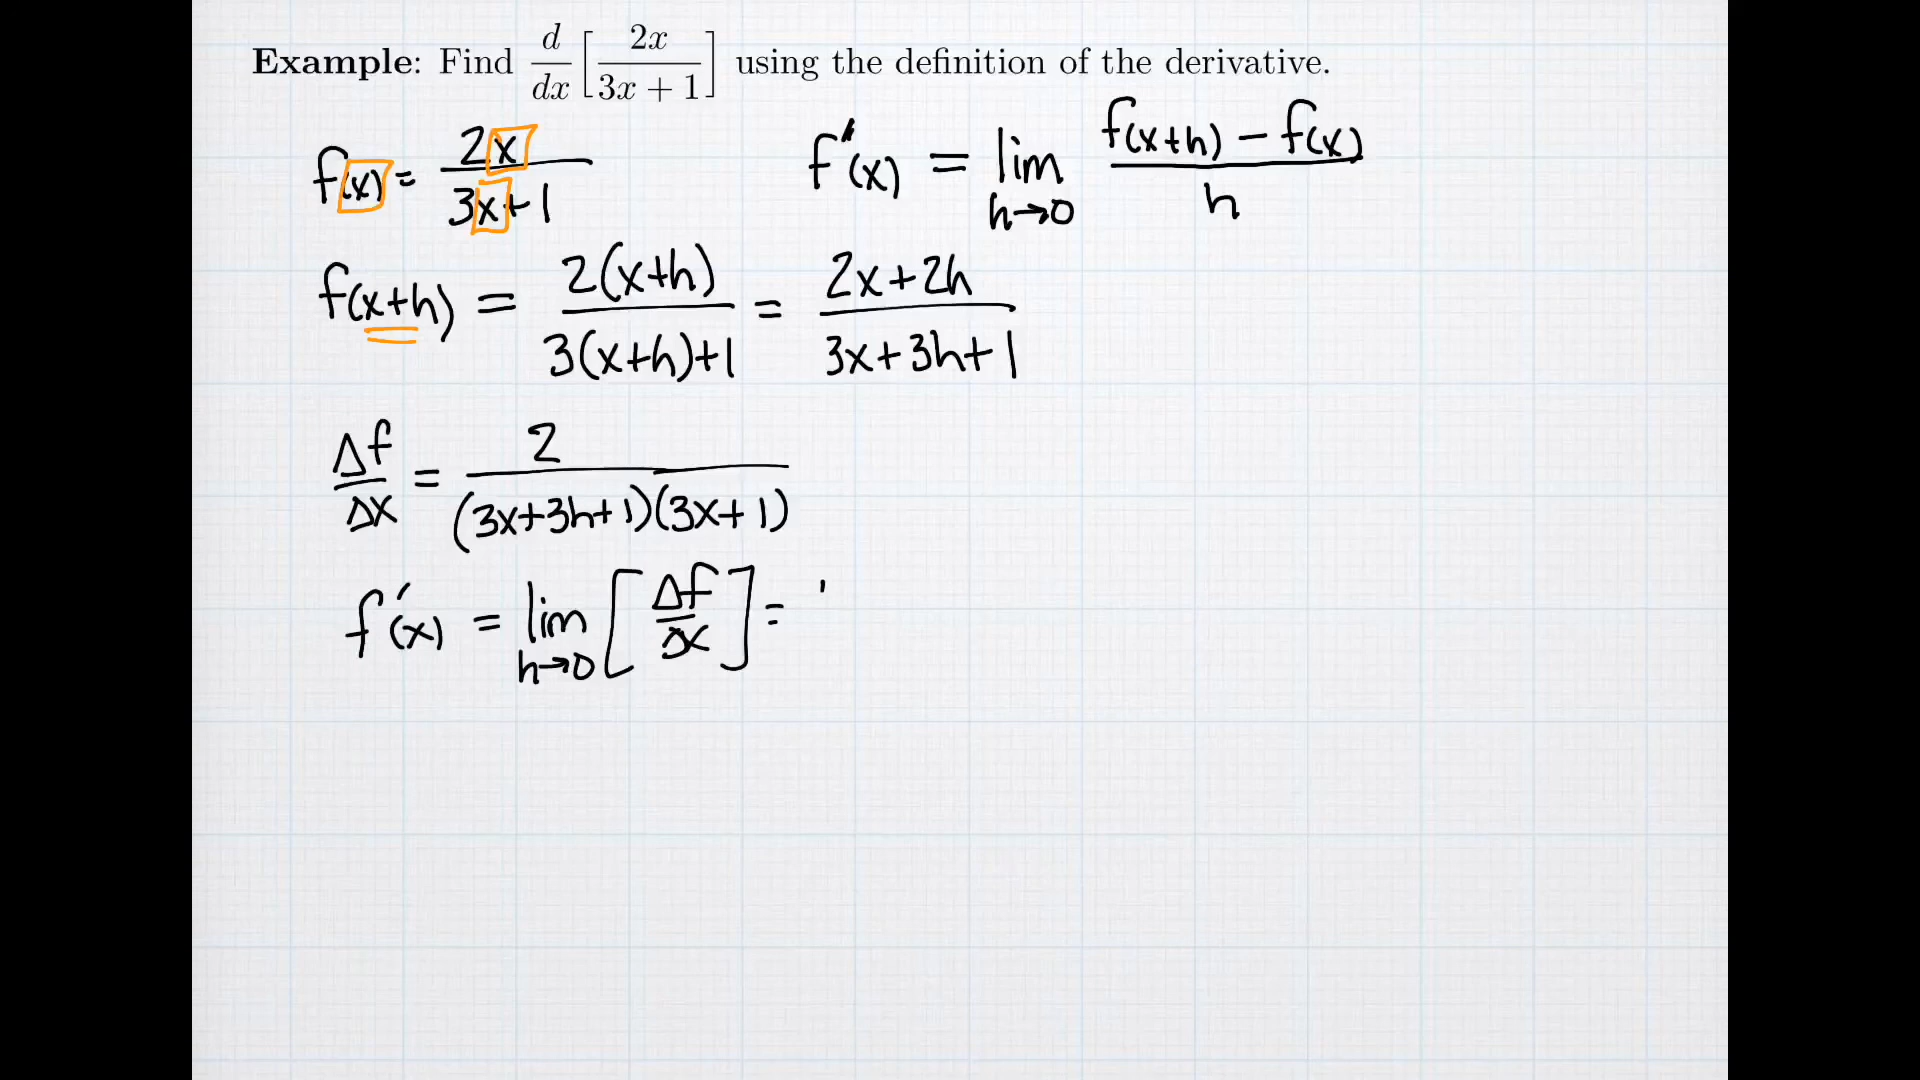 Example: Find d/dx [2x/(3x + 1)] using the definition of the derivative.
f(x) = 2x/(3x+1)
f'(x) = lim h→0 (f(x+h) − f(x))/h
f(x+h) = 2(x+h)/(3(x+h)+1) = (2x+2h)/(3x+3h+1)
Δf/Δx = 2/((3x+3h+1)(3x+1))
f'(x) = lim h→0 [Δf/Δx] =